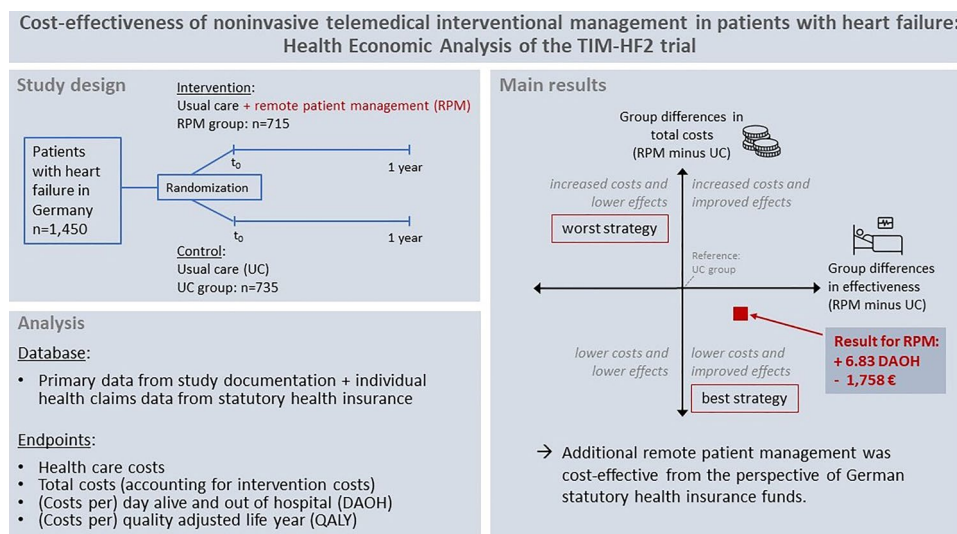 Cost-effectiveness of noninvasive telemedical interventional management in patients with heart failure:
Health Economic Analysis of the TIM-HF2 trial
Study design
Intervention:
Usual care + remote patient management (RPM)
RPM group: n=715
Patients
with heart
failure in
Germany
n=1,450
Randomization
t0
1 year
t0
1 year
Control:
Usual care (UC)
UC group: n=735
Analysis
Database:
• Primary data from study documentation + individual
health claims data from statutory health insurance
Endpoints:
• Health care costs
• Total costs (accounting for intervention costs)
• (Costs per) day alive and out of hospital (DAOH)
• (Costs per) quality adjusted life year (QALY)
Main results
Group differences in
total costs
(RPM minus UC)
increased costs and
lower effects
worst strategy
increased costs and
improved effects
Reference:
UC group
Group differences
in effectiveness
(RPM minus UC)
Result for RPM:
+ 6.83 DAOH
- 1,758 €
lower costs and
lower effects
lower costs and
improved effects
best strategy
→ Additional remote patient management was
cost-effective from the perspective of German
statutory health insurance funds.